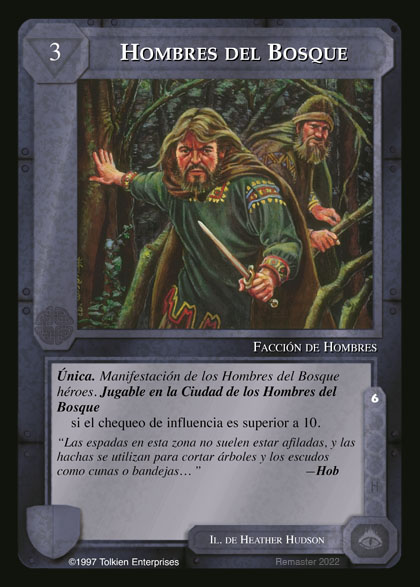 3
HOMBRES DEL BOSQUE
FACCIÓN DE HOMBRES
Única. Manifestación de los Hombres del Bosque
héroes. Jugable en la Ciudad de los Hombres del
Bosque
si el chequeo de influencia es superior a 10.
6
“Las espadas en esta zona no suelen estar afiladas, y las
hachas se utilizan para cortar árboles y los escudos
como cunas o bandejas… ” —Hob
H
IL. DE HEATHER HUDSON
©1997 Tolkien Enterprises
Remaster 2022